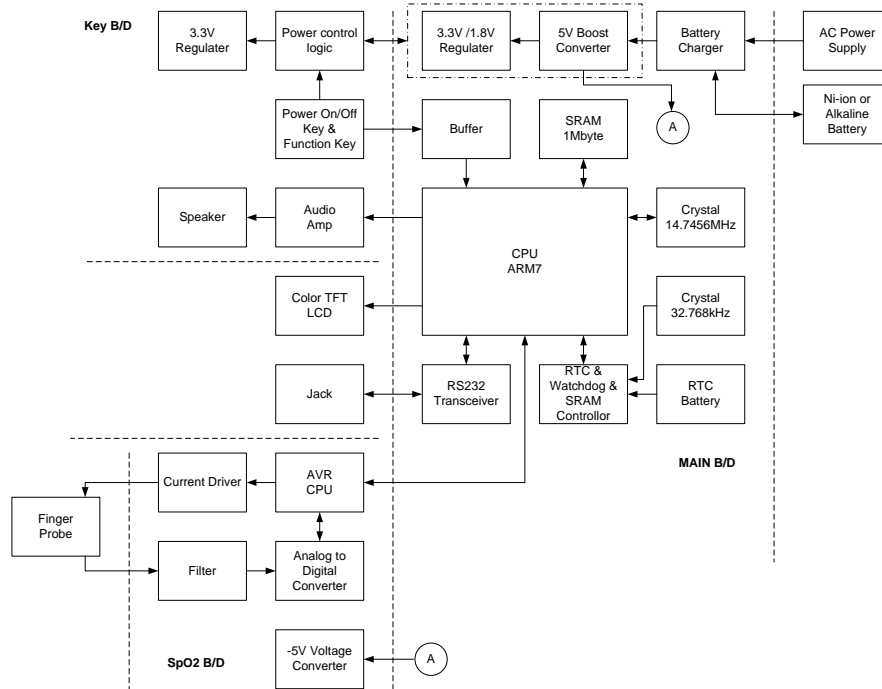 Key B/D
3.3V
Regulater
Power control
logic
3.3V /1.8V
Regulater
5V Boost
Converter
Battery
Charger
AC Power
Supply
Power On/Off
Key &
Function Key
Buffer
SRAM
1Mbyte
A
Ni-ion or
Alkaline
Battery
Speaker
Audio
Amp
CPU
ARM7
Crystal
14.7456MHz
Color TFT
LCD
Crystal
32.768kHz
Jack
RS232
Transceiver
RTC &
Watchdog &
SRAM
Controllor
RTC
Battery
MAIN B/D
Current Driver
AVR
CPU
Finger
Probe
Filter
Analog to
Digital
Converter
SpO2 B/D
-5V Voltage
Converter
A